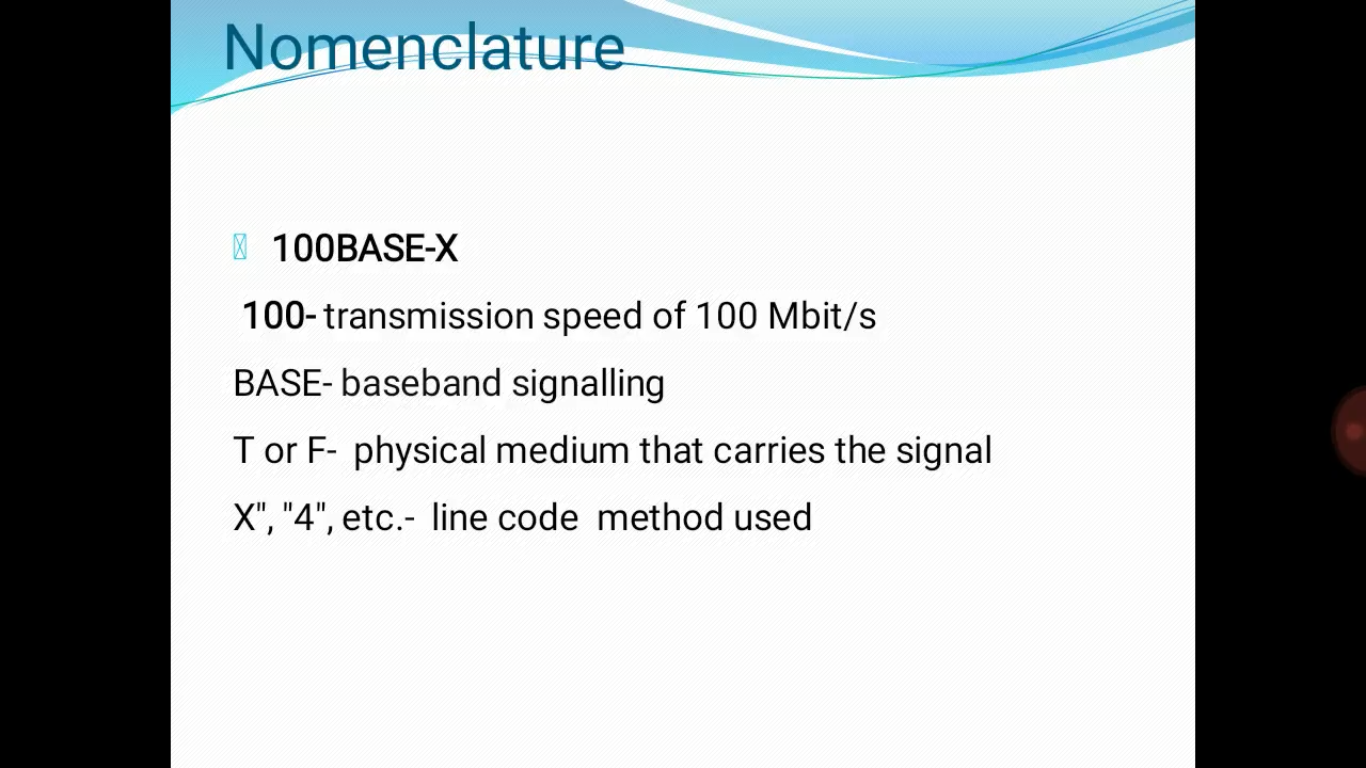 Nomenclature
100BASE-X
100- transmission speed of 100 Mbit/s
BASE- baseband signalling
T or F- physical medium that carries the signal
X", "4", etc.- line code method used